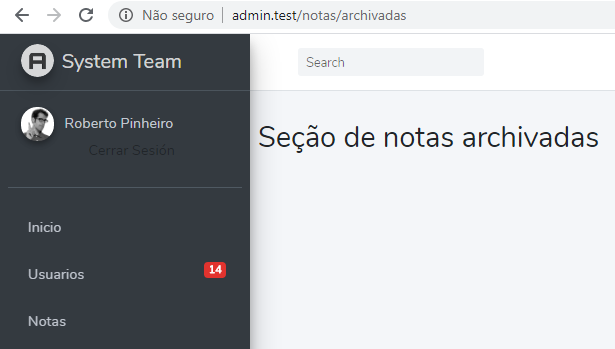 Não seguro | admin.test/notas/archivadas
System Team
Search
Roberto Pinheiro
Cerrar Sesión
Seção de notas archivadas
Inicio
Usuarios 14
Notas